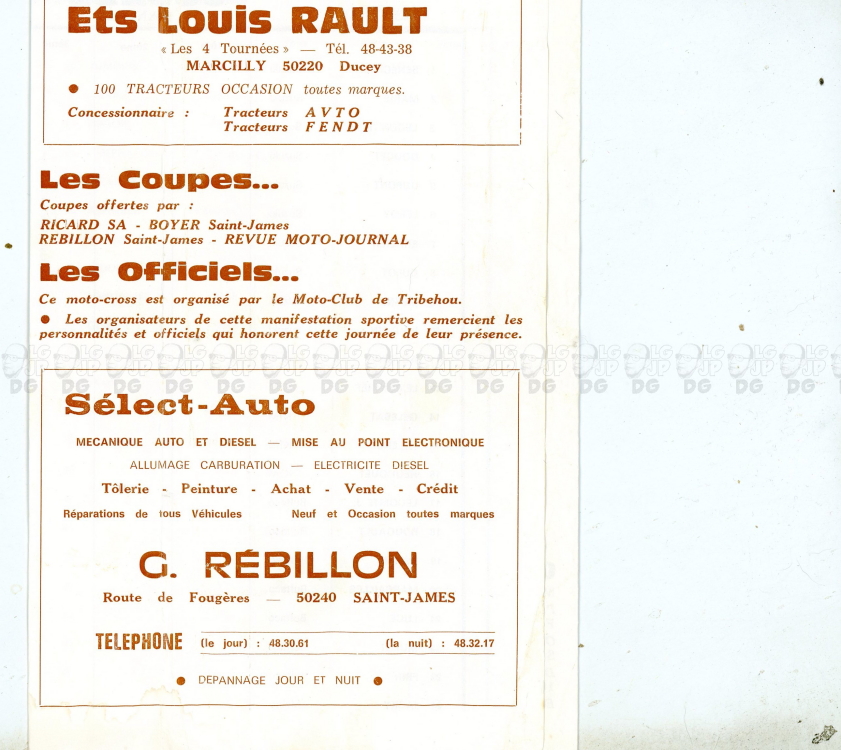 Ets Louis RAULT
« Les 4 Tournées » — Tél. 48-43-38
MARCILLY 50220 Ducey
● 100 TRACTEURS OCCASION toutes marques.
Concessionnaire : Tracteurs AVTO
Tracteurs FENDT
Les Coupes...
Coupes offertes par :
RICARD SA - BOYER Saint-James
REBILLON Saint-James - REVUE MOTO-JOURNAL
Les Officiels...
Ce moto-cross est organisé par le Moto-Club de Tribehou.
● Les organisateurs de cette manifestation sportive remercient les
personnalités et officiels qui honorent cette journée de leur présence.
Sélect-Auto
MECANIQUE AUTO ET DIESEL — MISE AU POINT ELECTRONIQUE
ALLUMAGE CARBURATION — ELECTRICITE DIESEL
Tôlerie - Peinture - Achat - Vente - Crédit
Réparations de tous Véhicules Neuf et Occasion toutes marques
G. RÉBILLON
Route de Fougères — 50240 SAINT-JAMES
TELEPHONE (le jour) : 48.30.61 (la nuit) : 48.32.17
● DEPANNAGE JOUR ET NUIT ●